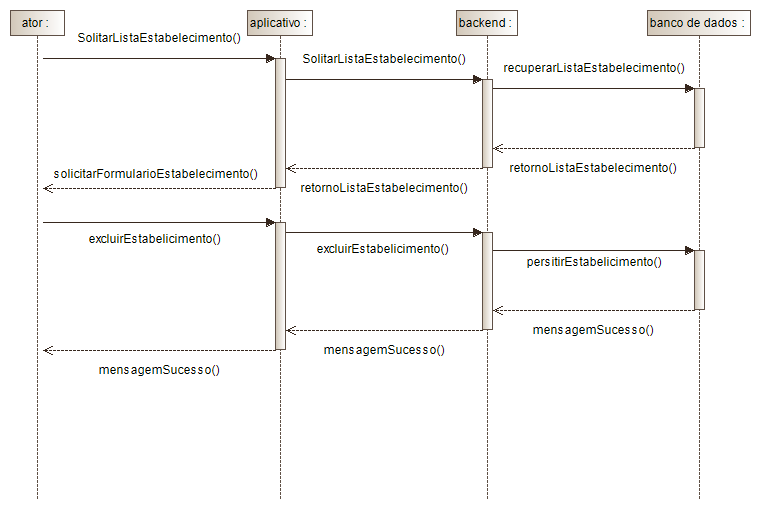 ator :
aplicativo :
backend :
banco de dados :
SolitarListaEstabelecimento()
SolitarListaEstabelecimento()
recuperarListaEstabelecimento()
retornoListaEstabelecimento()
solicitarFormularioEstabelecimento()
retornoListaEstabelecimento()
excluirEstabelicimento()
excluirEstabelicimento()
persitirEstabelicimento()
mensagemSucesso()
mensagemSucesso()
mensagemSucesso()